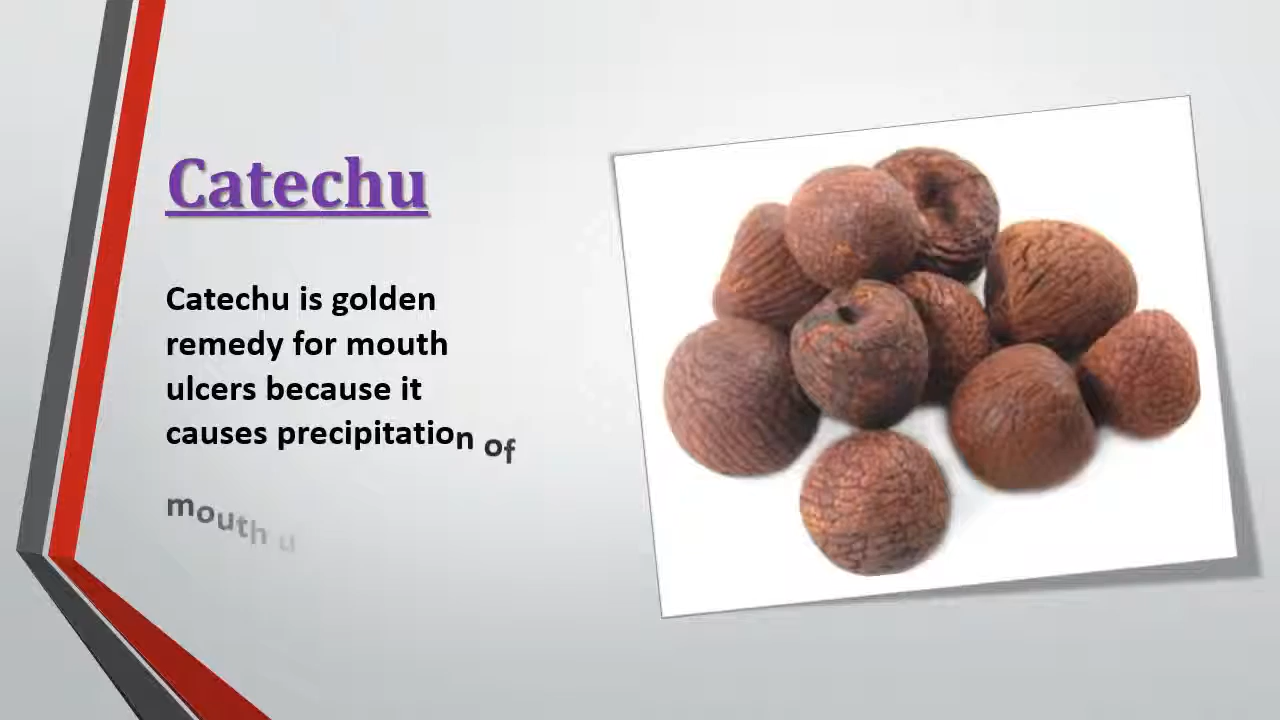 Catechu
Catechu is golden
remedy for mouth
ulcers because it
causes precipitation of
mouth u